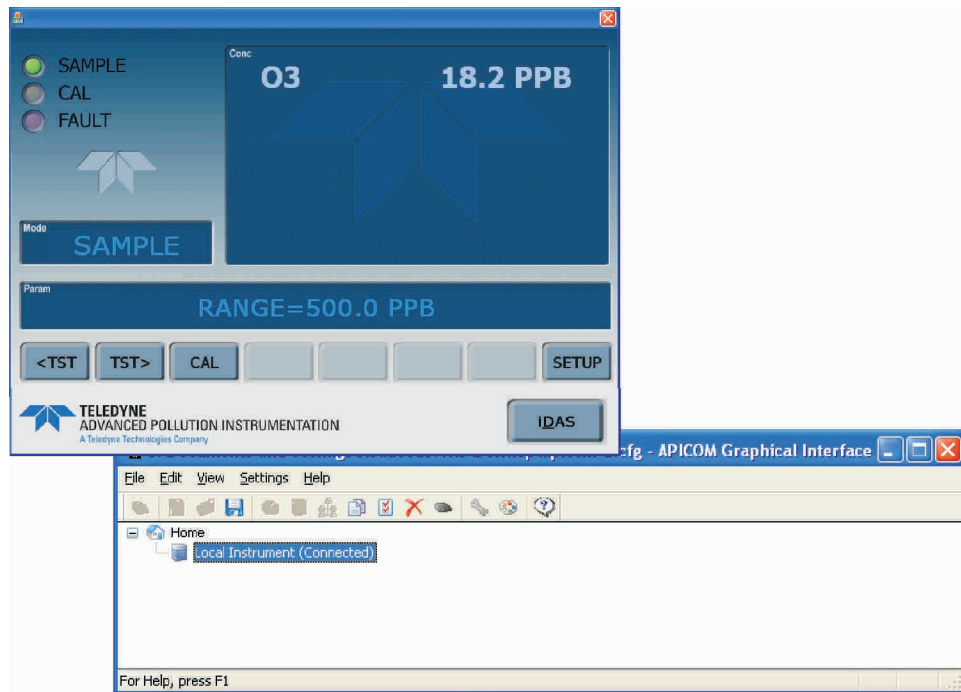 SAMPLE
CAL
FAULT
Conc
O3 18.2 PPB
Mode
SAMPLE
Param
RANGE=500.0 PPB
<TST TST> CAL SETUP
TELEDYNE
ADVANCED POLLUTION INSTRUMENTATION
A Teledyne Technologies Company
iDAS
cfg - APICOM Graphical Interface
File Edit View Settings Help
Home
Local Instrument (Connected)
For Help, press F1